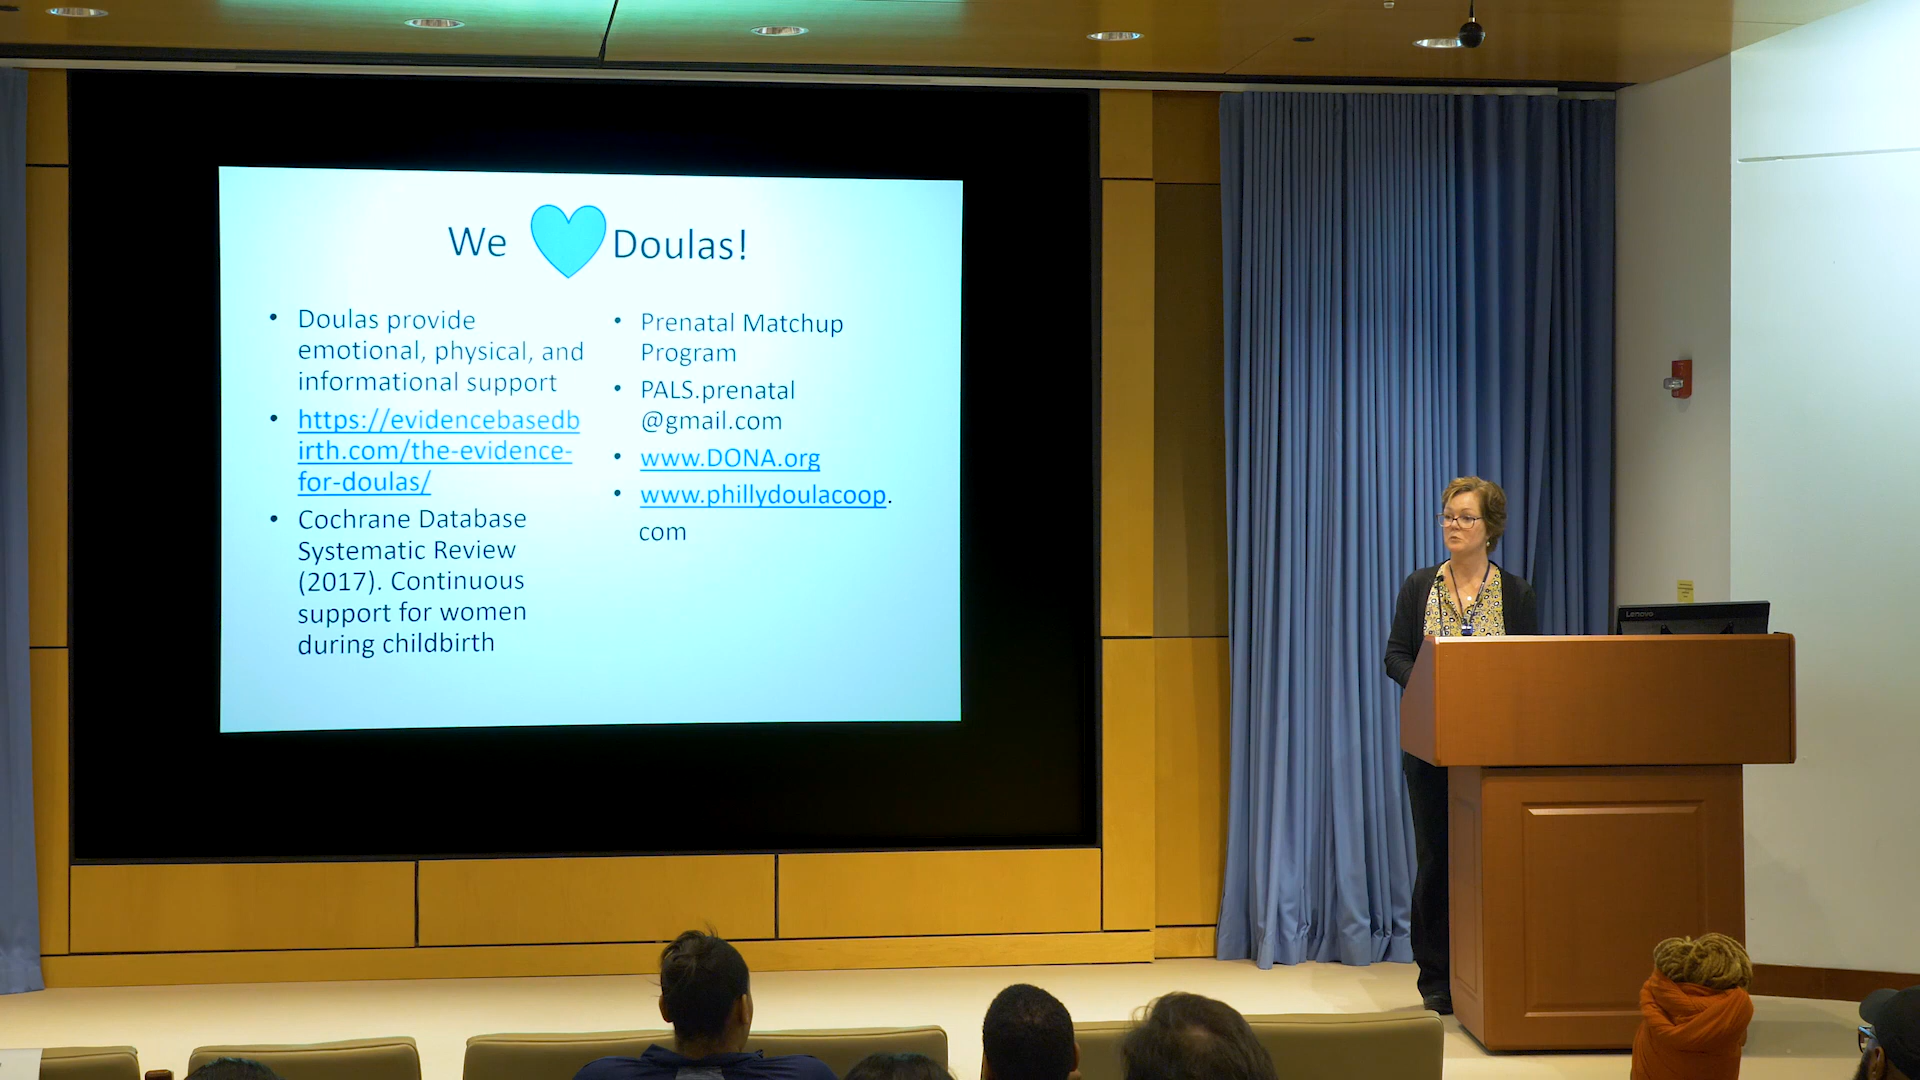 We Doulas!
• Doulas provide
emotional, physical, and
informational support
• https://evidencebasedb
irth.com/the-evidence-
for-doulas/
• Cochrane Database
Systematic Review
(2017). Continuous
support for women
during childbirth
• Prenatal Matchup
Program
• PALS.prenatal
@gmail.com
• www.DONA.org
• www.phillydoulacoop.
com
Lenovo